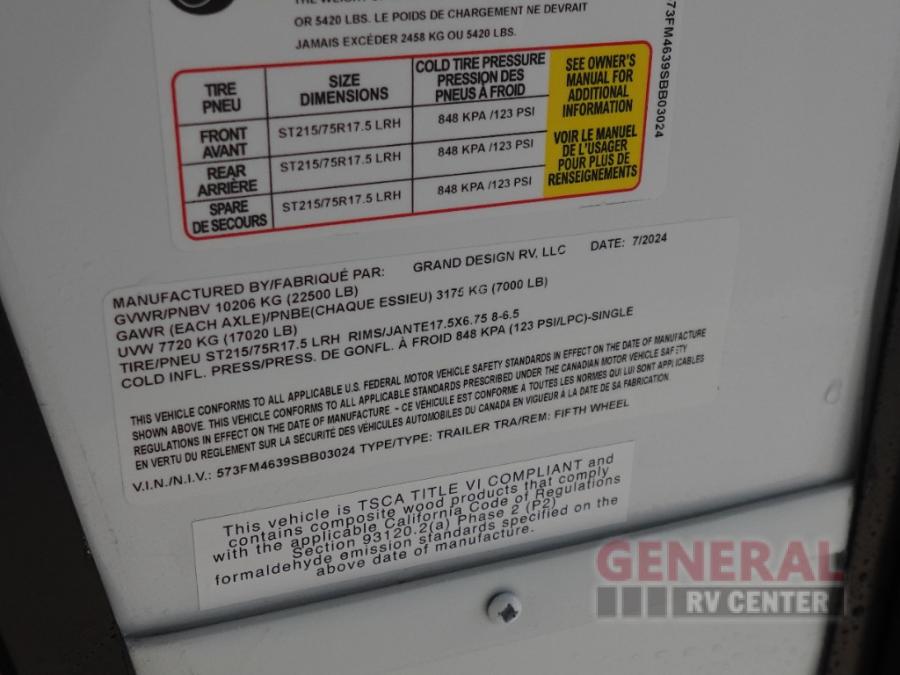 OR 5420 LBS. LE POIDS DE CHARGEMENT NE DEVRAIT
JAMAIS EXCÉDER 2458 KG OU 5420 LBS.
TIRE PNEU
SIZE DIMENSIONS
COLD TIRE PRESSURE PRESSION DES PNEUS À FROID
FRONT AVANT
ST215/75R17.5 LRH
848 KPA /123 PSI
REAR ARRIÈRE
ST215/75R17.5 LRH
848 KPA /123 PSI
SPARE DE SECOURS
ST215/75R17.5 LRH
848 KPA /123 PSI
SEE OWNER'S
MANUAL FOR
ADDITIONAL
INFORMATION
VOIR LE MANUEL
DE L'USAGER
POUR PLUS DE
RENSEIGNEMENTS
573FM4639SBB03024
MANUFACTURED BY/FABRIQUÉ PAR: GRAND DESIGN RV, LLC DATE: 7/2024
GVWR/PNBV 10206 KG (22500 LB)
GAWR (EACH AXLE)/PNBE(CHAQUE ESSIEU) 3175 KG (7000 LB)
UVW 7720 KG (17020 LB)
TIRE/PNEU ST215/75R17.5 LRH RIMS/JANTE17.5X6.75 8-6.5
COLD INFL. PRESS/PRESS. DE GONFL. À FROID 848 KPA (123 PSI/LPC)-SINGLE
THIS VEHICLE CONFORMS TO ALL APPLICABLE U.S. FEDERAL MOTOR VEHICLE SAFETY STANDARDS IN EFFECT ON THE DATE OF MANUFACTURE
SHOWN ABOVE. THIS VEHICLE CONFORMS TO ALL APPLICABLE STANDARDS PRESCRIBED UNDER THE CANADIAN MOTOR VEHICLE SAFETY
REGULATIONS IN EFFECT ON THE DATE OF MANUFACTURE - CE VÉHICULE EST CONFORME À TOUTES LES NORMES QUI LUI SONT APPLICABLES
EN VERTU DU REGLEMENT SUR LA SECURITÉ DES VÉHICULES AUTOMOBILES DU CANADA EN VIGUEUR À LA DATE DE SA FABRICATION.
V.I.N./N.I.V.: 573FM4639SBB03024 TYPE/TYPE: TRAILER TRA/REM: FIFTH WHEEL
This vehicle is TSCA TITLE VI COMPLIANT and
contains composite wood products that comply
with the applicable California Code of Regulations
Section 93120.2(a) Phase 2 (P2)
formaldehyde emission standards specified on the
above date of manufacture.
GENERAL
RV CENTER